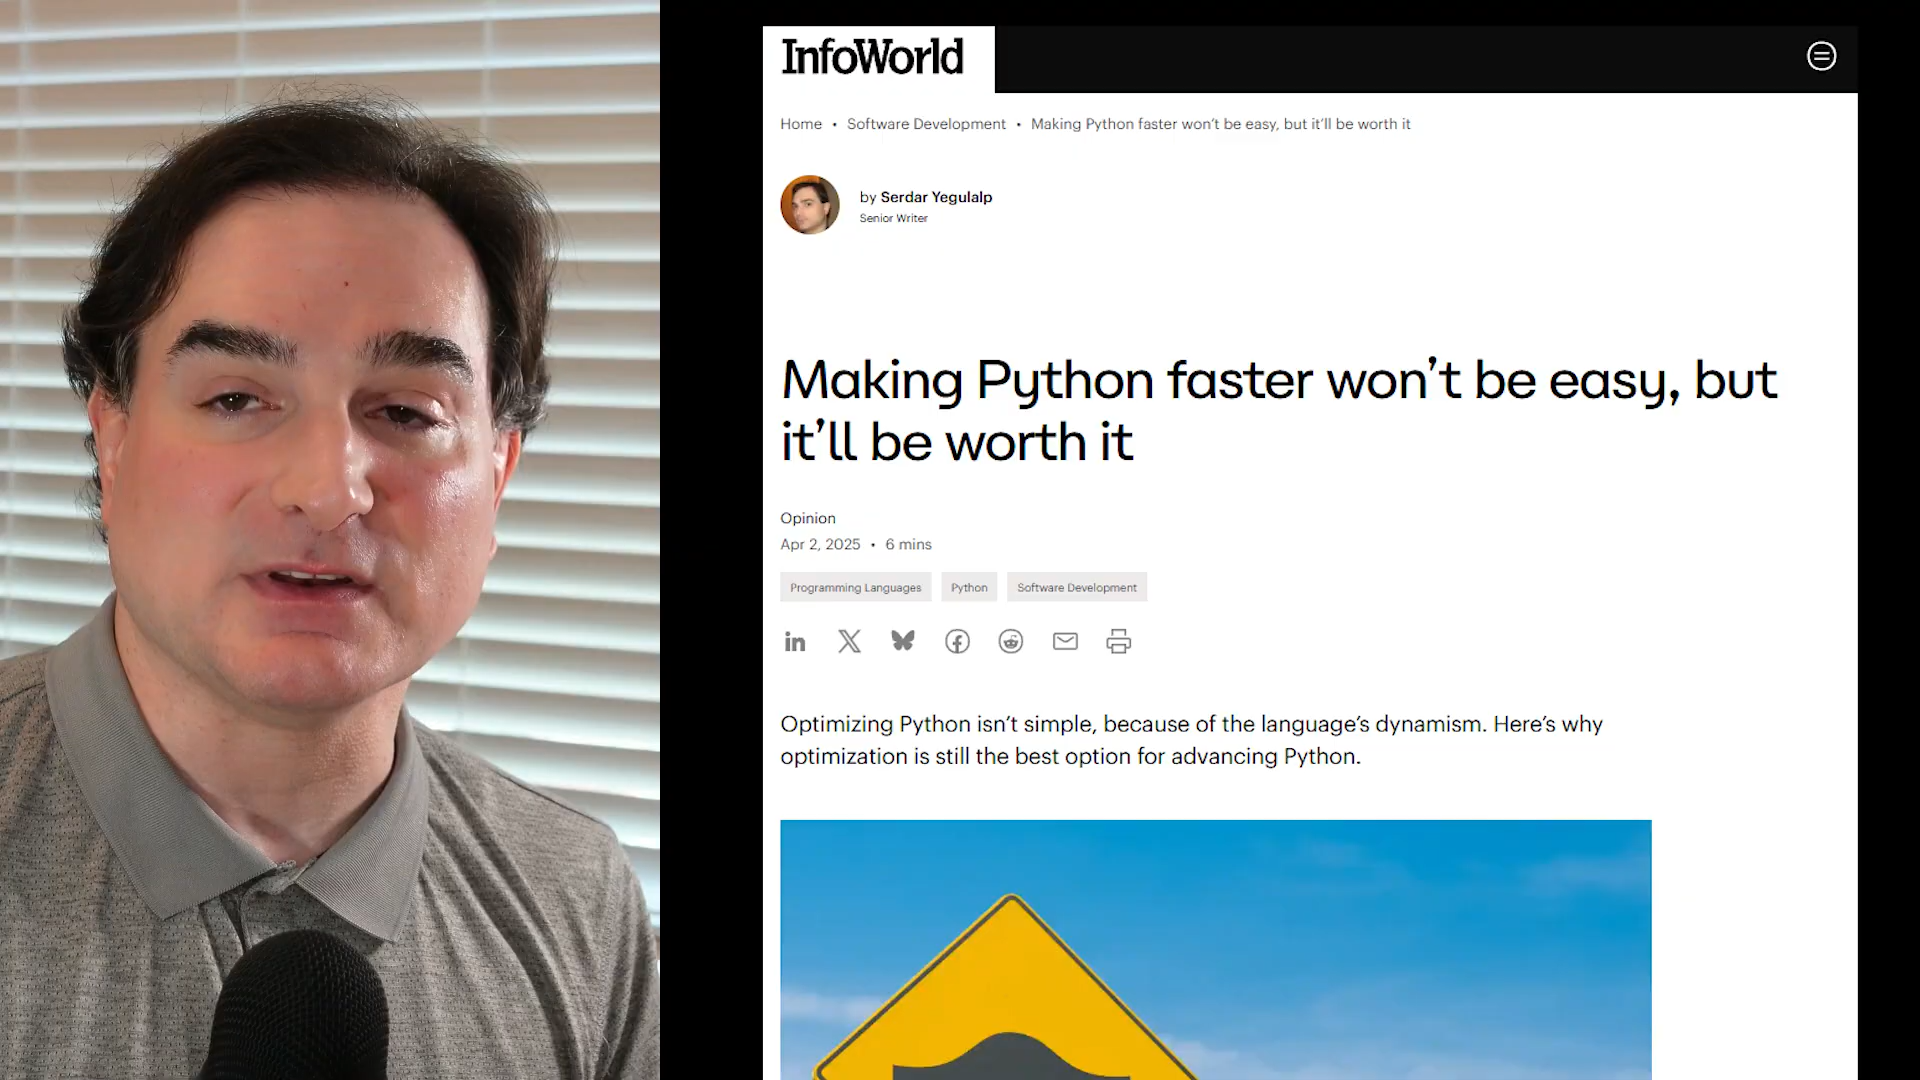 InfoWorld
Home • Software Development • Making Python faster won't be easy, but it'll be worth it
by Serdar Yegulalp
Senior Writer
Making Python faster won’t be easy, but
it’ll be worth it
Opinion
Apr 2, 2025 • 6 mins
Programming Languages Python Software Development
Optimizing Python isn’t simple, because of the language’s dynamism. Here’s why
optimization is still the best option for advancing Python.